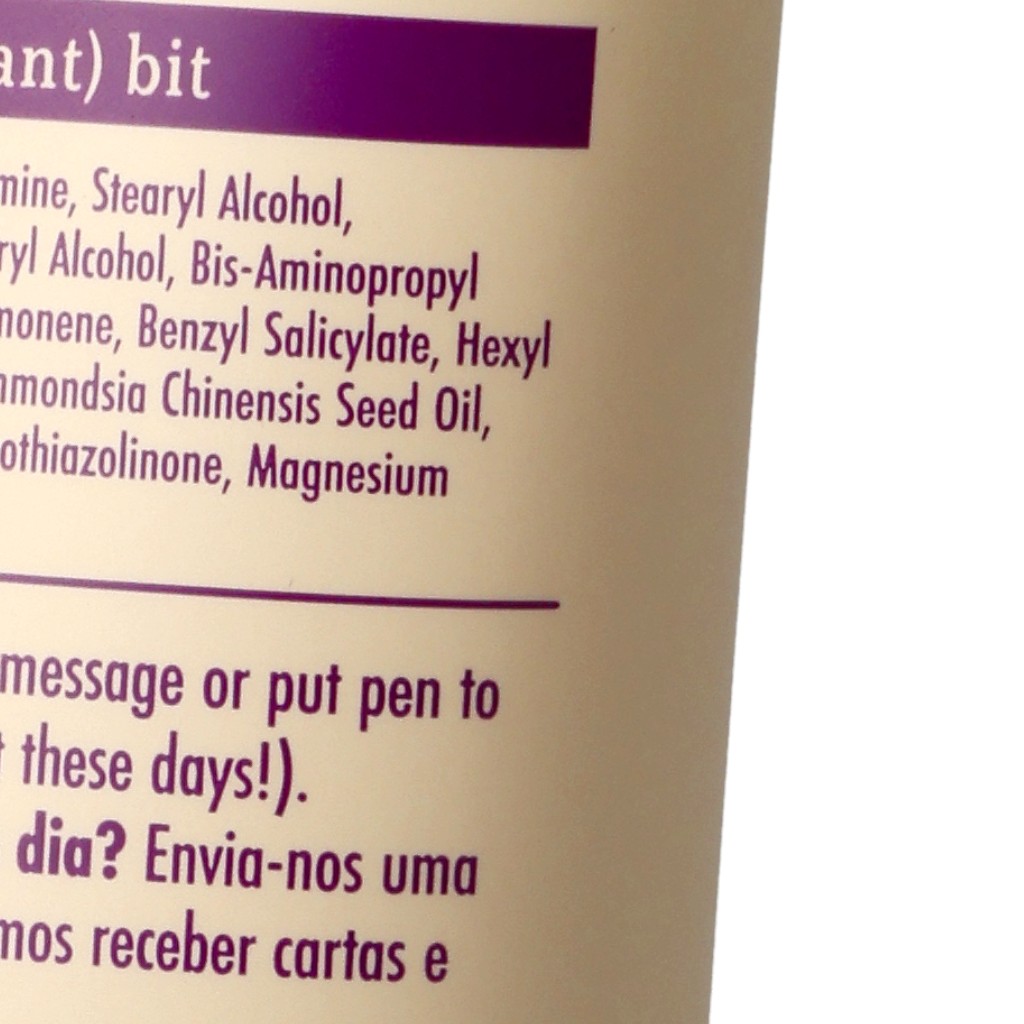 ant) bit
mine, Stearyl Alcohol,
ryl Alcohol, Bis-Aminopropyl
monene, Benzyl Salicylate, Hexyl
mmondsia Chinensis Seed Oil,
othiazolinone, Magnesium
message or put pen to
t these days!).
dia? Envia-nos uma
mos receber cartas e